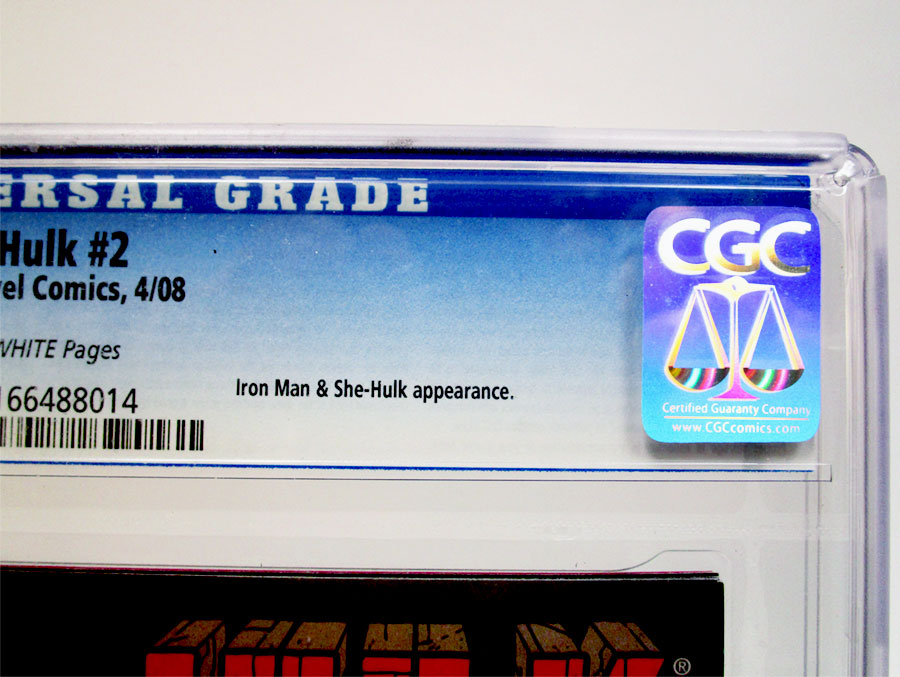 ERSAL GRADE
Hulk #2
vel Comics, 4/08
WHITE Pages
166488014
Iron Man & She-Hulk appearance.
CGC
Certified Guaranty Company
www.CGCcomics.com
®